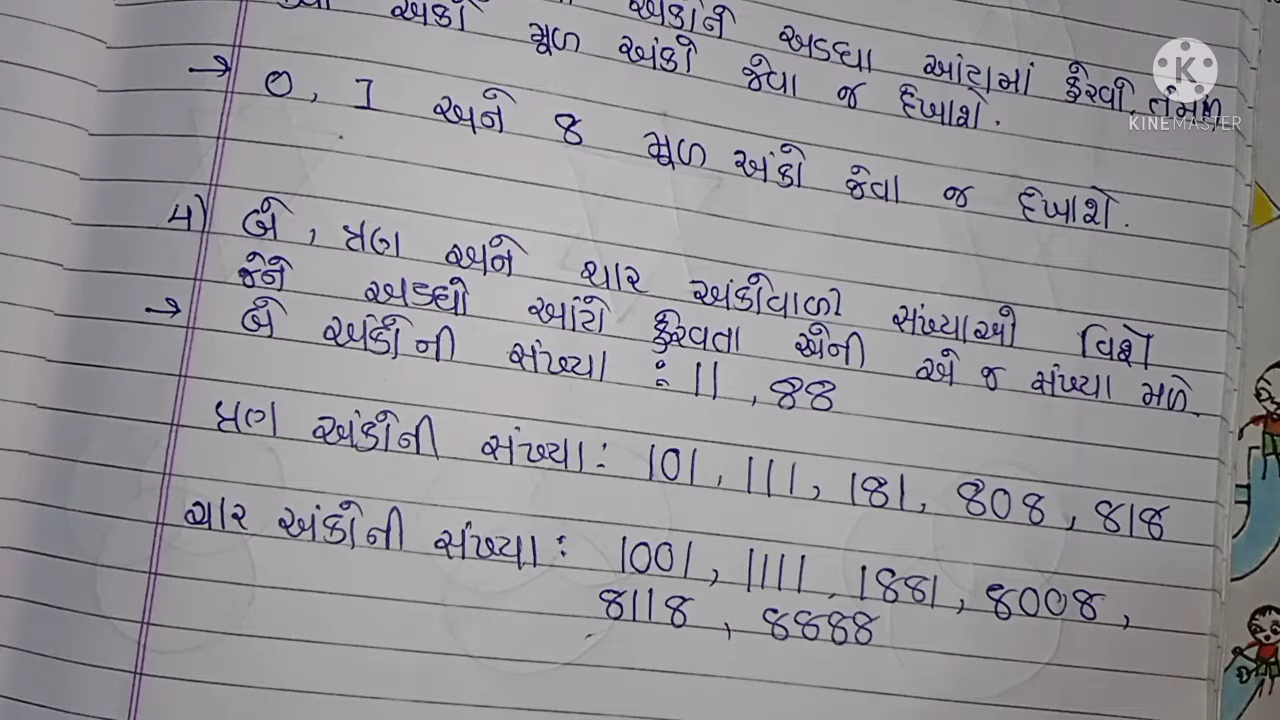 અંકો અંકોને અડધા આંટામાં ફેરવો. તેમાંથી
મૂળ અંકો જેવા જ દેખાશે.
→ 0, 1 અને 8 મૂળ અંકો જેવા જ દેખાશે.
4) બે, ત્રણ અને ચાર અંકોવાળી સંખ્યાઓ વિશે
જેને અડધો આંટો ફેરવતા એની એ જ સંખ્યા મળે.
→ બે અંકોની સંખ્યા : 11, 88
ત્રણ અંકોની સંખ્યા : 101, 111, 181, 808, 818
ચાર અંકોની સંખ્યા : 1001, 1111, 1881, 8008,
8118, 8888
KINEMASTER